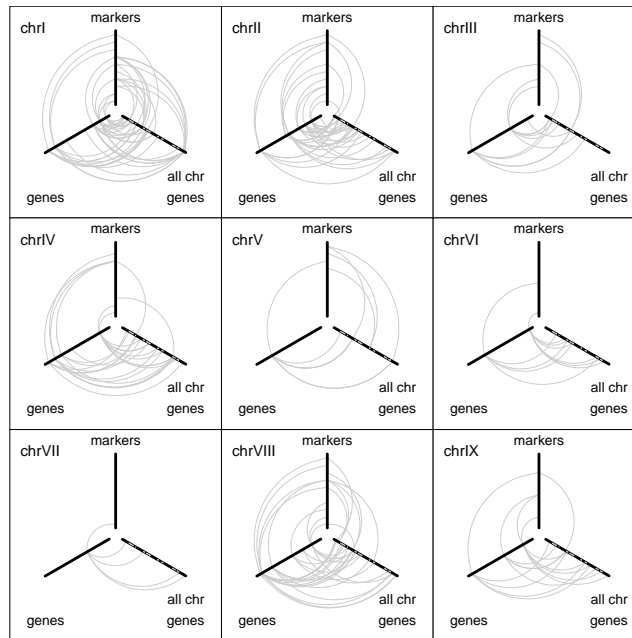 chrI
markers
genes
all chr
genes
chrII
markers
genes
all chr
genes
chrIII
markers
genes
all chr
genes
chrIV
markers
genes
all chr
genes
chrV
markers
genes
all chr
genes
chrVI
markers
genes
all chr
genes
chrVII
markers
genes
all chr
genes
chrVIII
markers
genes
all chr
genes
chrIX
markers
genes
all chr
genes